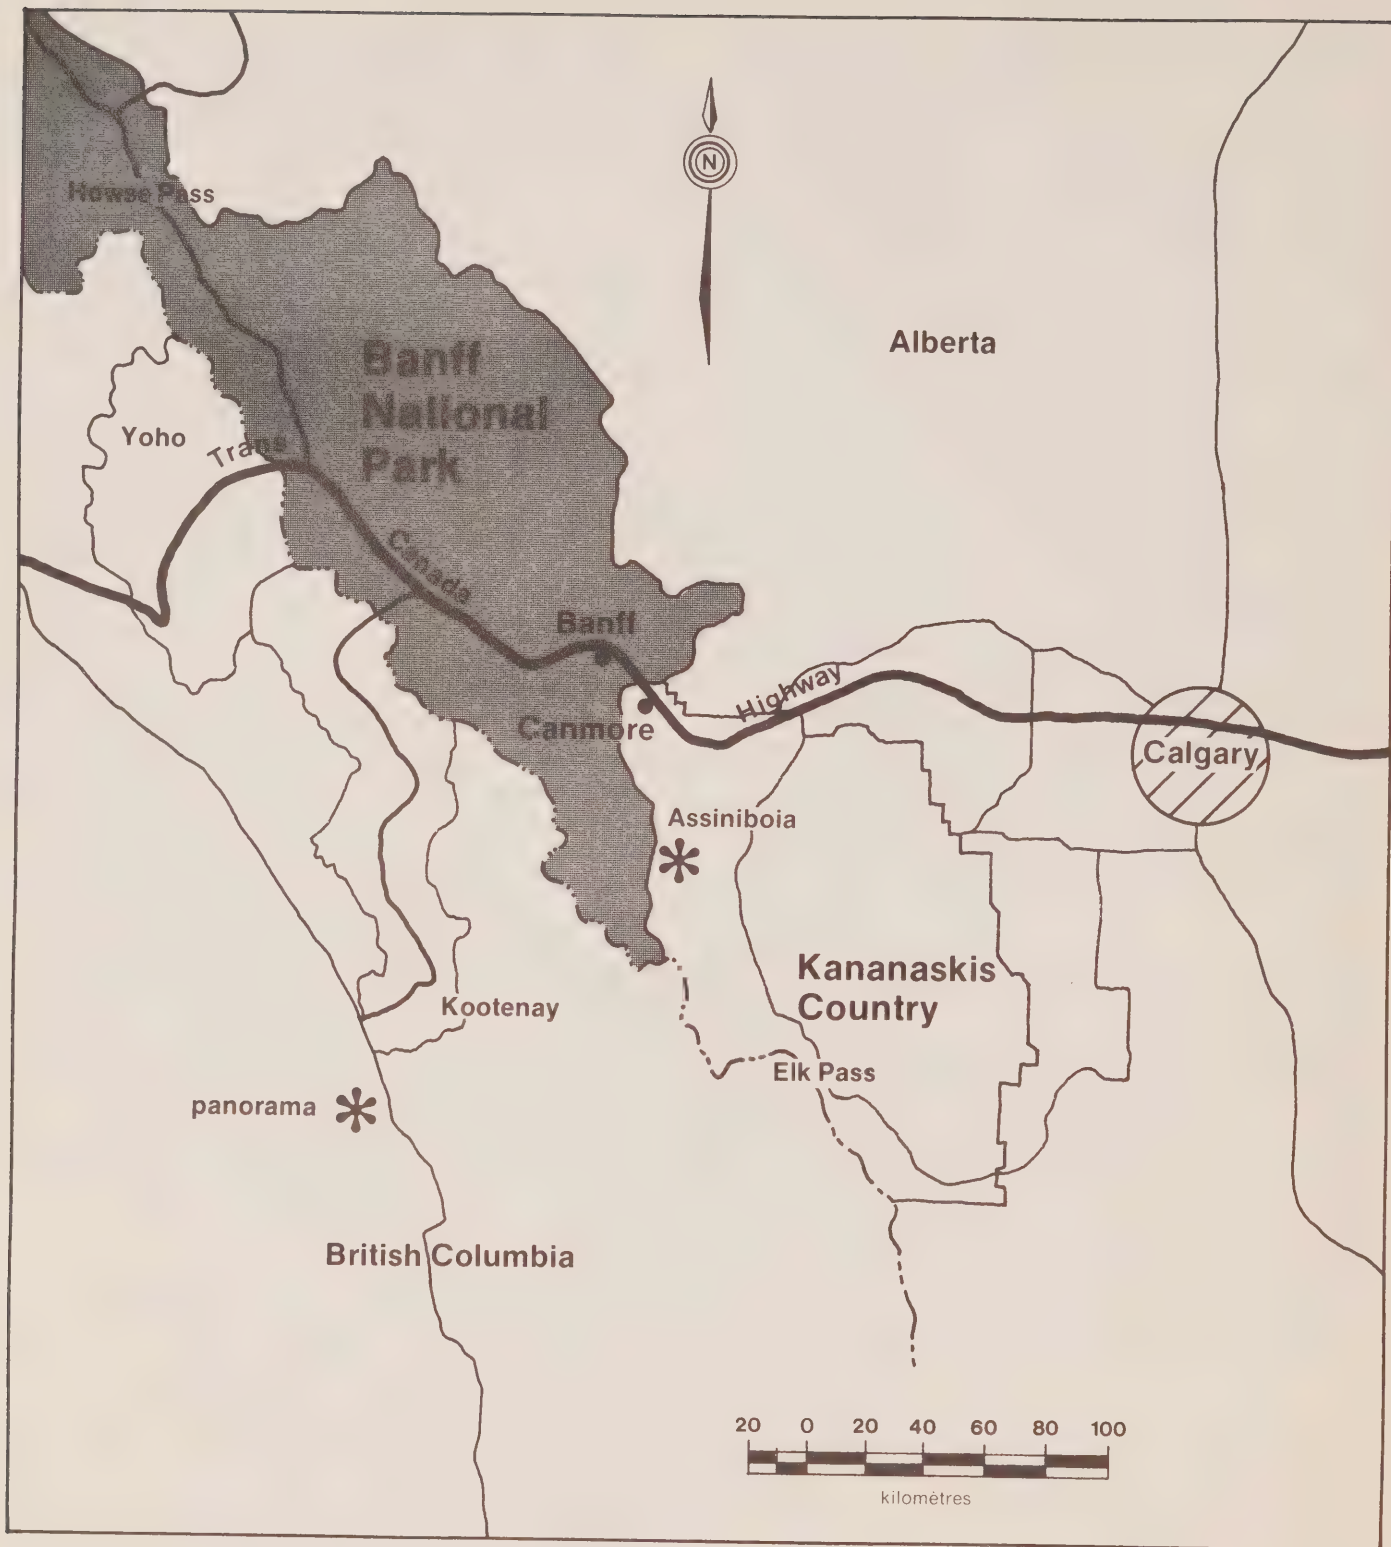 N
Howse Pass
Alberta
Banff
National
Park
Yoho
Trans
Canada
Banff
Highway
Canmore
Calgary
Assiniboia
Kananaskis
Country
Kootenay
Elk Pass
panorama
British Columbia
20 0 20 40 60 80 100
kilomètres